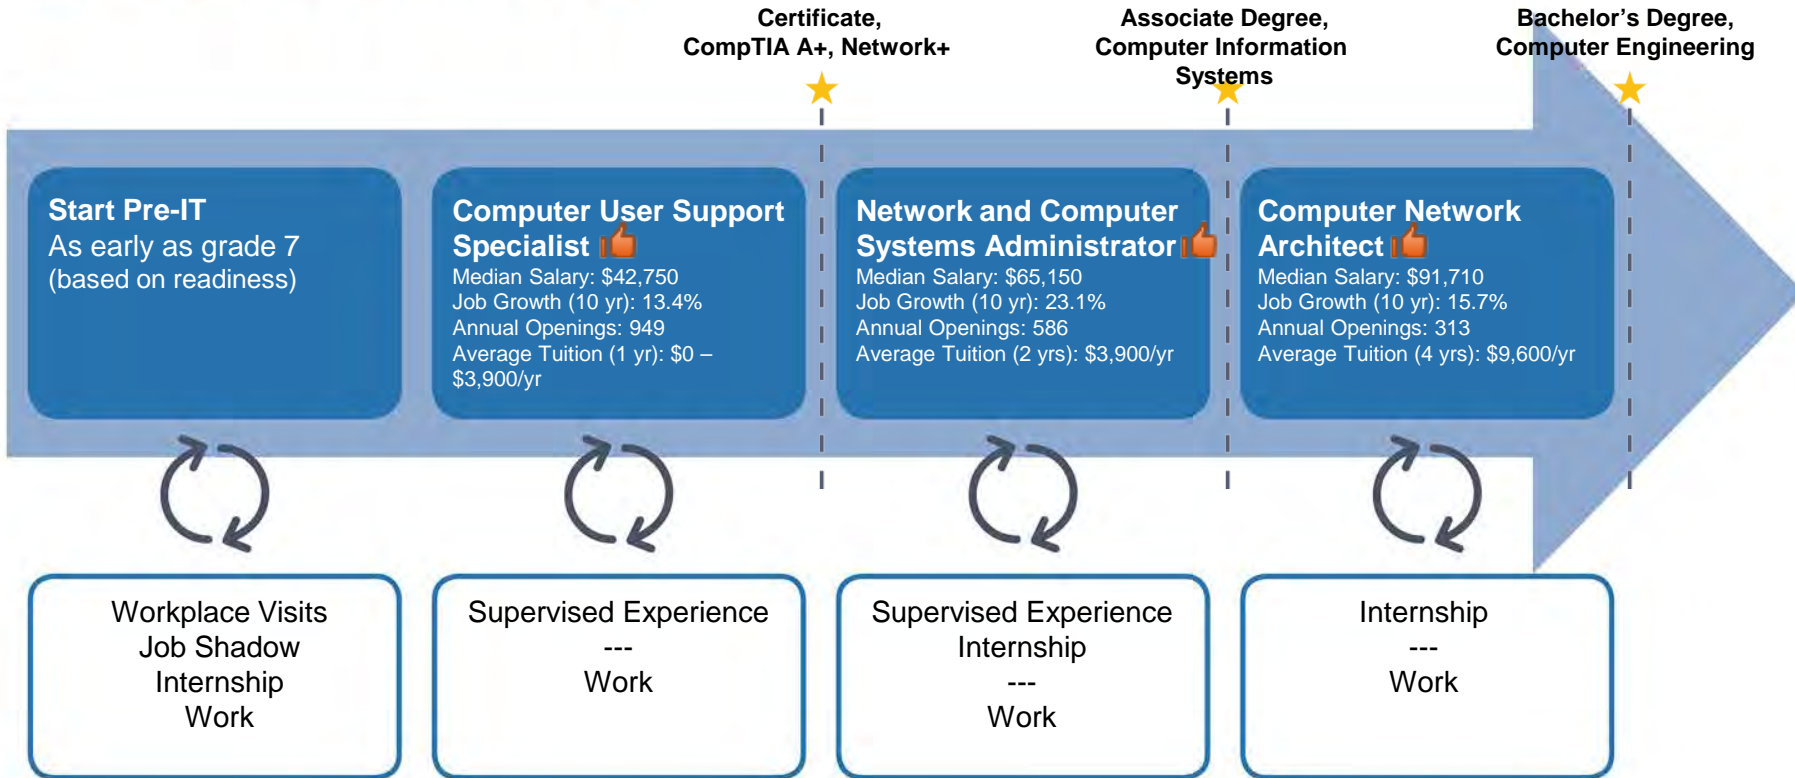 Certificate,
CompTIA A+, Network+
Associate Degree,
Computer Information
Systems
Bachelor's Degree,
Computer Engineering
Start Pre-IT
As early as grade 7
(based on readiness)
Computer User Support
Specialist
Median Salary: $42,750
Job Growth (10 yr): 13.4%
Annual Openings: 949
Average Tuition (1 yr): $0 –
$3,900/yr
Network and Computer
Systems Administrator
Median Salary: $65,150
Job Growth (10 yr): 23.1%
Annual Openings: 586
Average Tuition (2 yrs): $3,900/yr
Computer Network
Architect
Median Salary: $91,710
Job Growth (10 yr): 15.7%
Annual Openings: 313
Average Tuition (4 yrs): $9,600/yr
Workplace Visits
Job Shadow
Internship
Work
Supervised Experience
---
Work
Supervised Experience
Internship
---
Work
Internship
---
Work